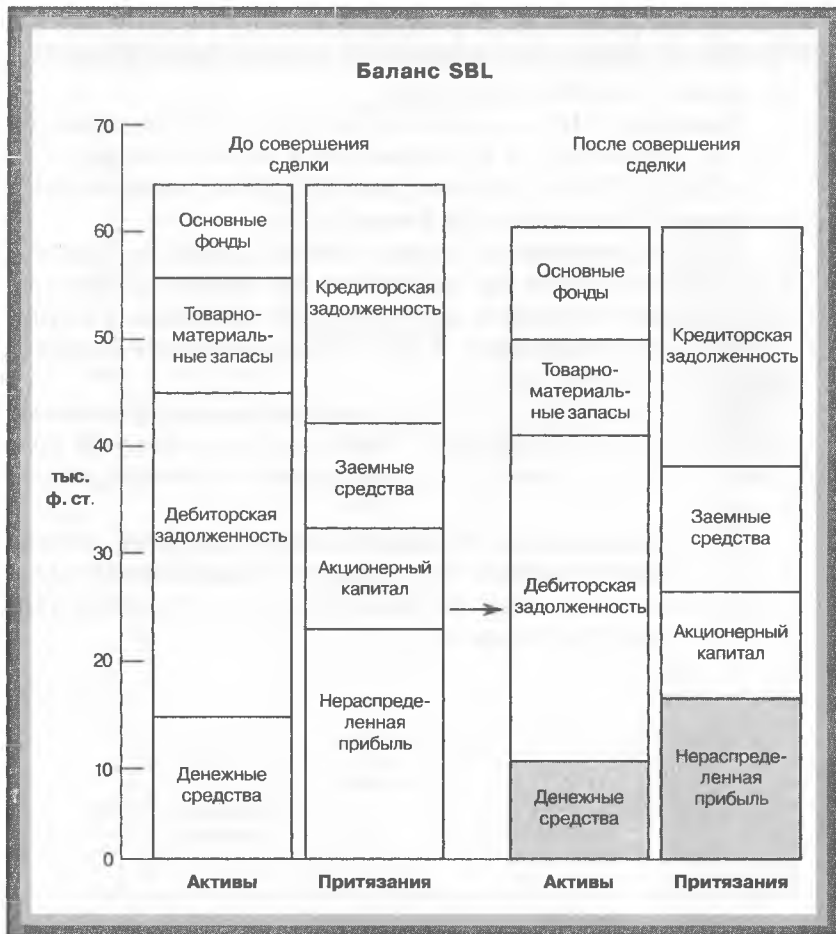 Баланс SBL
70
До совершения
сделки
После совершения
сделки
60
50
40
тыс.
ф. ст.
30
20
10
0
Основные
фонды
Товарно-
материаль-
ные запасы
Дебиторская
задолженность
Денежные
средства
Активы
Кредиторская
задолженность
Заемные
средства
Акционерный
капитал
Нераспреде-
ленная
прибыль
Притязания
Основные
фонды
Товарно-
материаль-
ные запасы
Дебиторская
задолженность
Денежные
средства
Активы
Кредиторская
задолженность
Заемные
средства
Акционерный
капитал
Нераспреде-
ленная
прибыль
Притязания